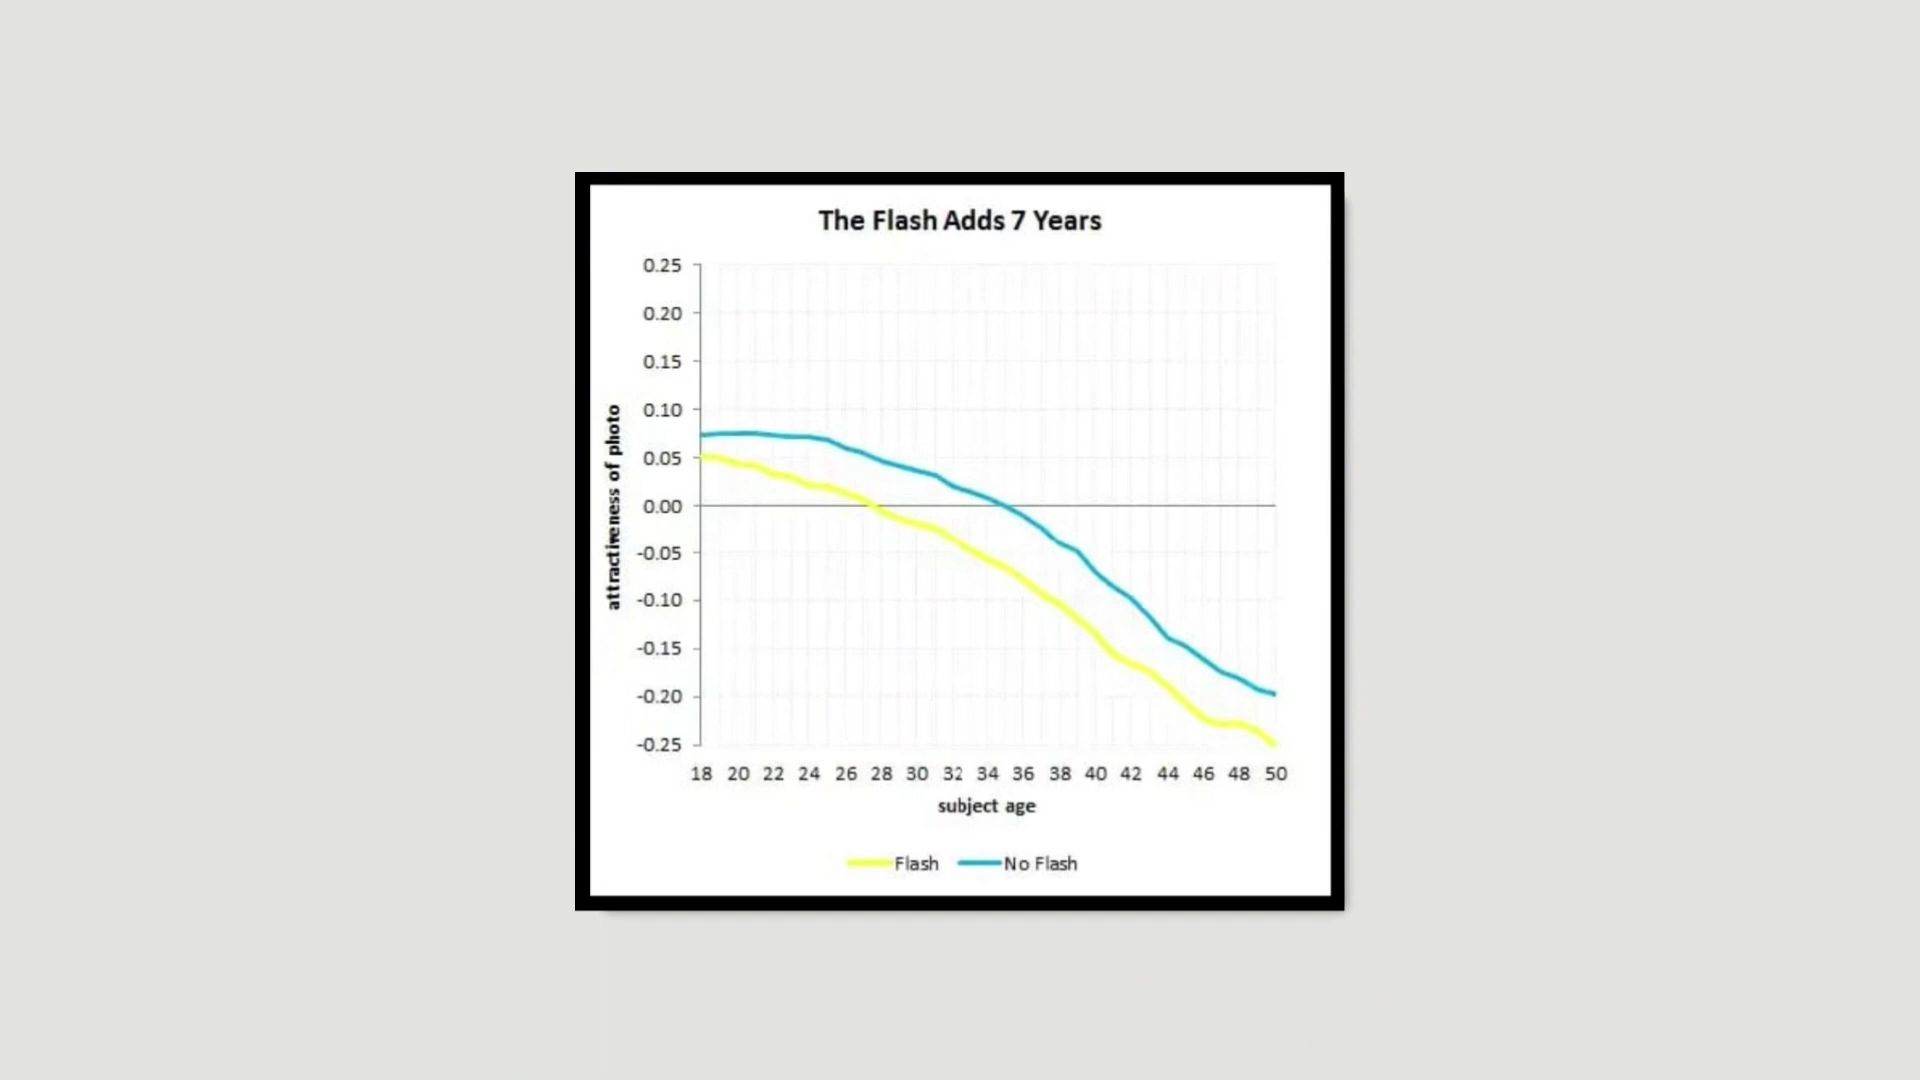 The Flash Adds 7 Years
0.25
0.20
0.15
0.10
0.05
0.00
-0.05
-0.10
-0.15
-0.20
-0.25
attractiveness of photo
18 20 22 24 26 28 30 32 34 36 38 40 42 44 46 48 50
subject age
Flash No Flash